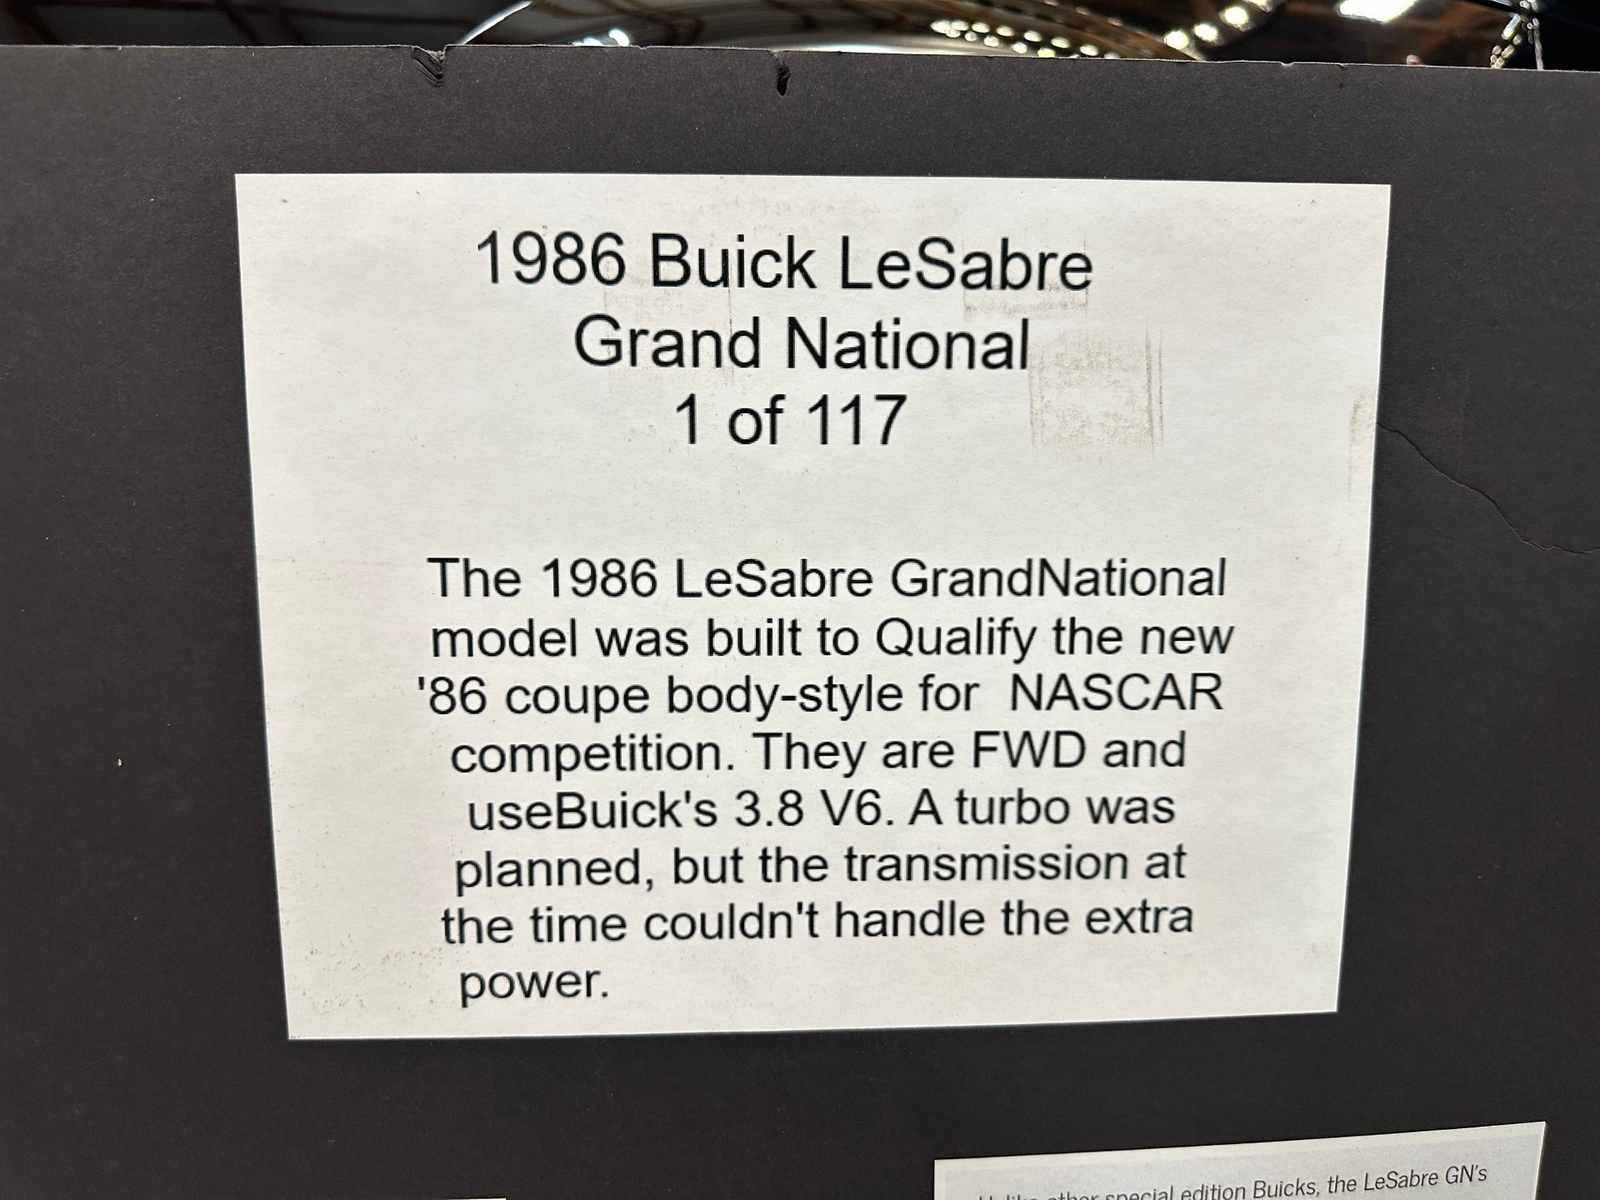 1986 Buick LeSabre
Grand National
1 of 117
The 1986 LeSabre GrandNational
model was built to Qualify the new
'86 coupe body-style for  NASCAR
competition. They are FWD and
useBuick's 3.8 V6. A turbo was
planned, but the transmission at
the time couldn't handle the extra
power.
other special edition Buicks, the LeSabre GN's